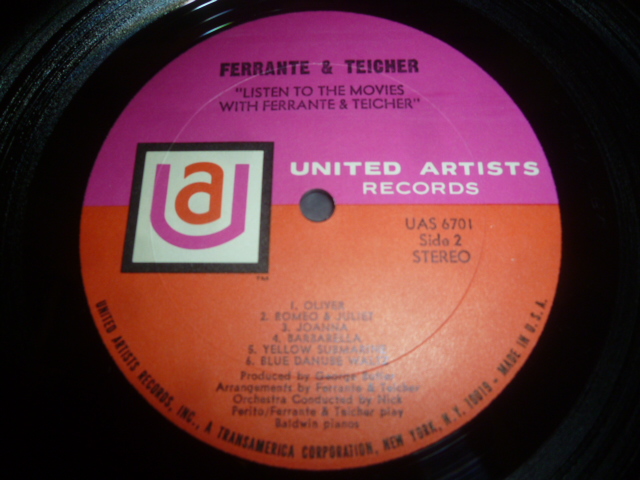 FERRANTE & TEICHER
"LISTEN TO THE MOVIES
WITH FERRANTE & TEICHER"
ua
UNITED ARTISTS
RECORDS
UAS 6701
Side 2
STEREO
TM
1. OLIVER
2. ROMEO & JULIET
3. JOANNA
4. BARBARELLA
5. YELLOW SUBMARINE
6. BLUE DANUBE WALTZ
Produced by George
Arrangements by Ferrante & Teicher
Orchestra Conducted by Nick
Perito/Ferrante & Teicher play
Baldwin pianos
UNITED ARTISTS RECORDS, INC., A TRANSAMERICA CORPORATION, NEW YORK, N.Y. 10019 - MADE IN U.S.A.